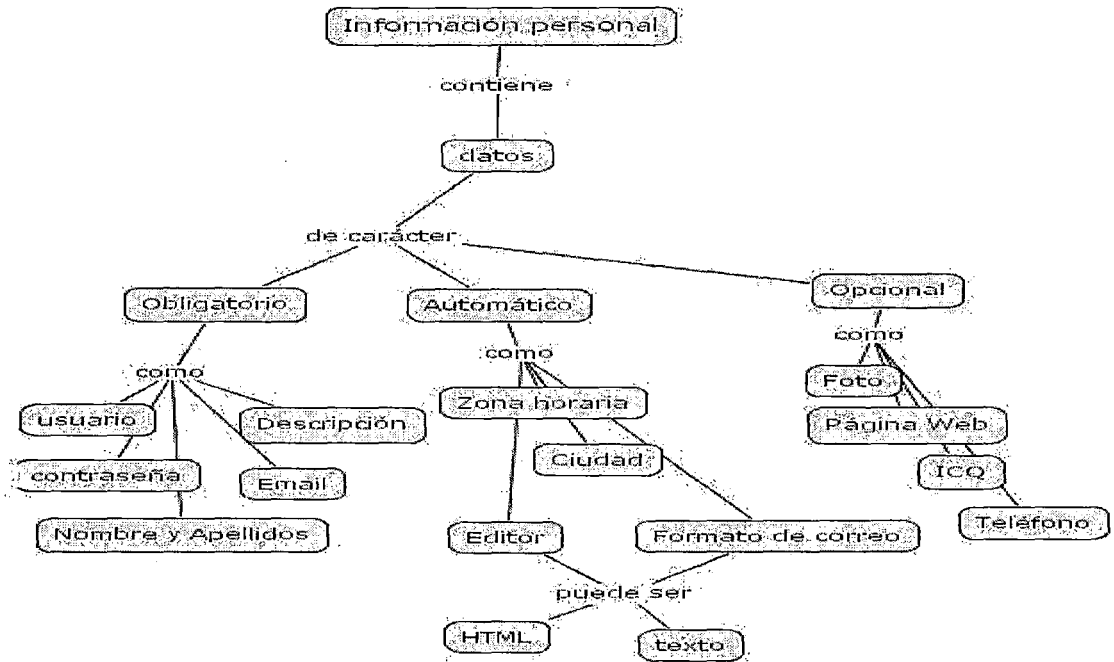 Información personal
contiene
datos
de carácter
Obligatorio
Automático
Opcional
como
como
como
usuario
Descripción
contraseña
Email
Nombre y Apellidos
Zona horaria
Ciudad
Editor
Formato de correo
puede ser
HTML
texto
Foto
Página Web
ICQ
Teléfono